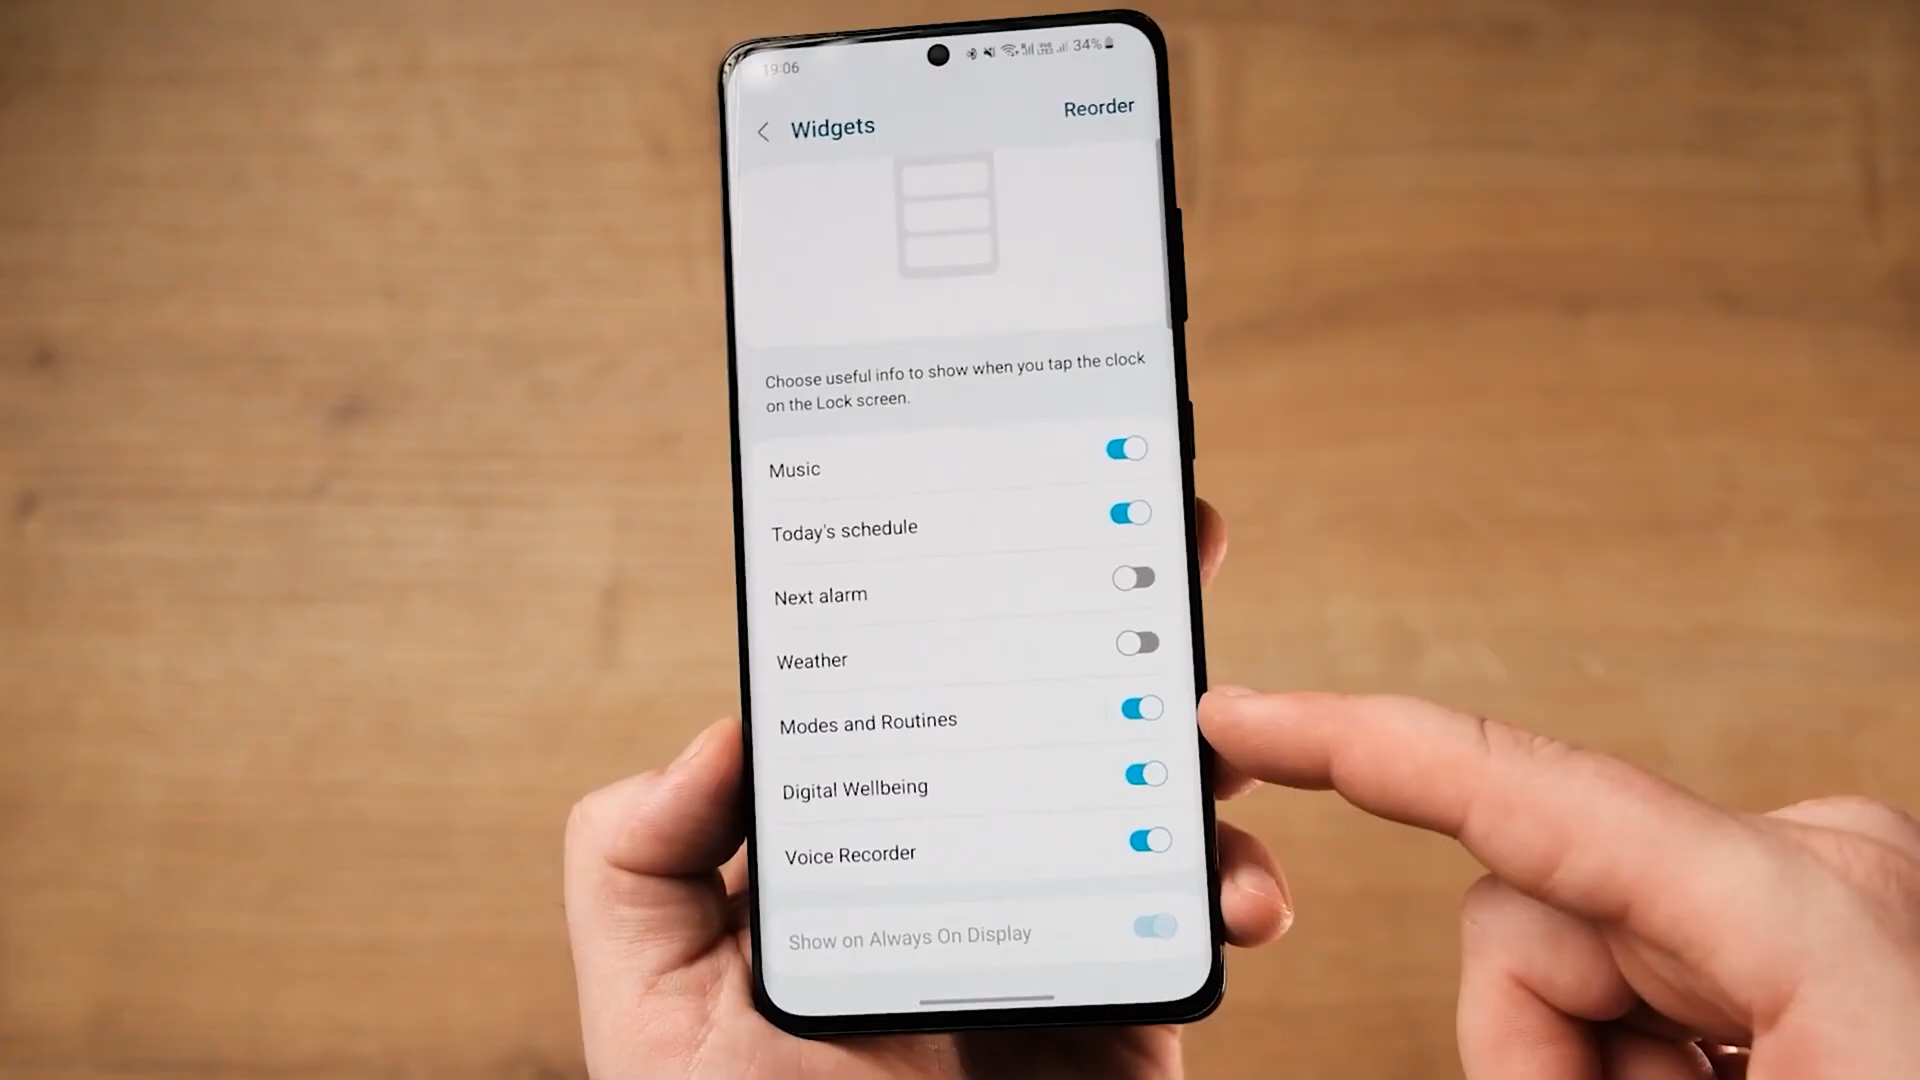 19:06
34%
Widgets
Reorder
Choose useful info to show when you tap the clock
on the Lock screen.
Music
Today's schedule
Next alarm
Weather
Modes and Routines
Digital Wellbeing
Voice Recorder
Show on Always On Display